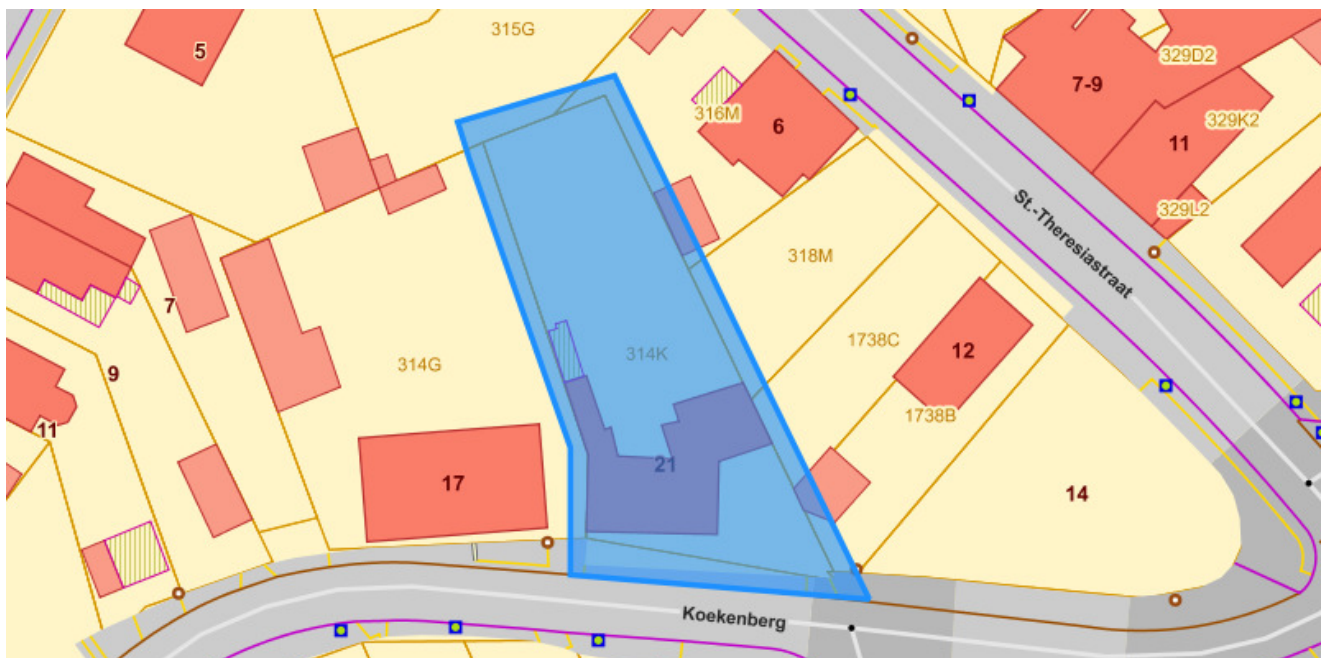 315G
5
329D2
7-9
316M
6
329K2
11
St.-Theresiastraat
329L2
318M
7
1738C
314K
12
314G
9
1738B
11
21
17
14
Koekenberg